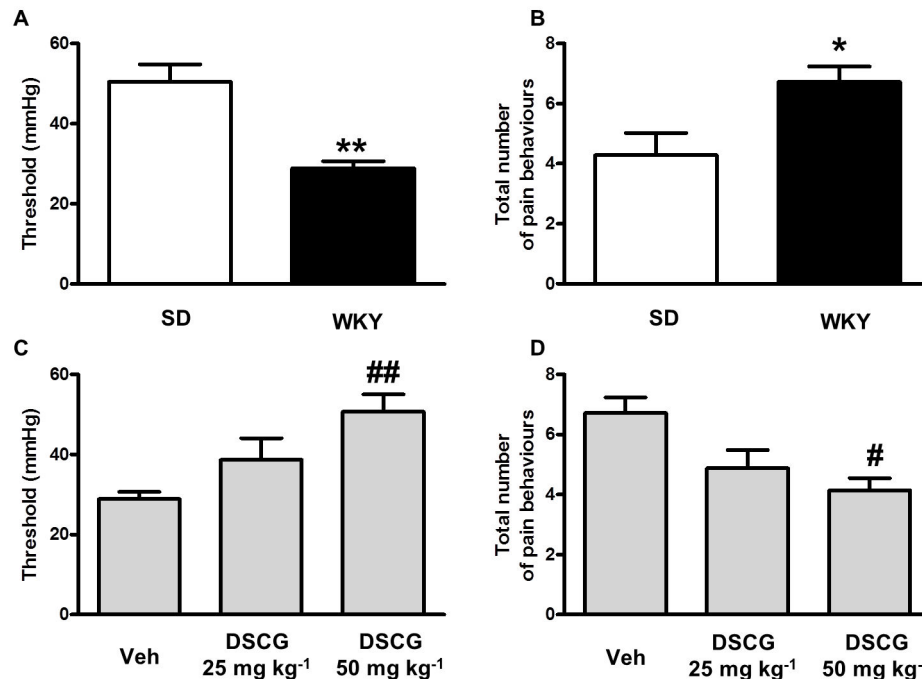 A
60
40
20
0
Threshold (mmHg)
**
SD
WKY
B
8
6
4
2
0
Total number
of pain behaviours
*
SD
WKY
C
60
40
20
0
Threshold (mmHg)
##
Veh
DSCG
25 mg kg⁻¹
DSCG
50 mg kg⁻¹
D
8
6
4
2
0
Total number
of pain behaviours
#
Veh
DSCG
25 mg kg⁻¹
DSCG
50 mg kg⁻